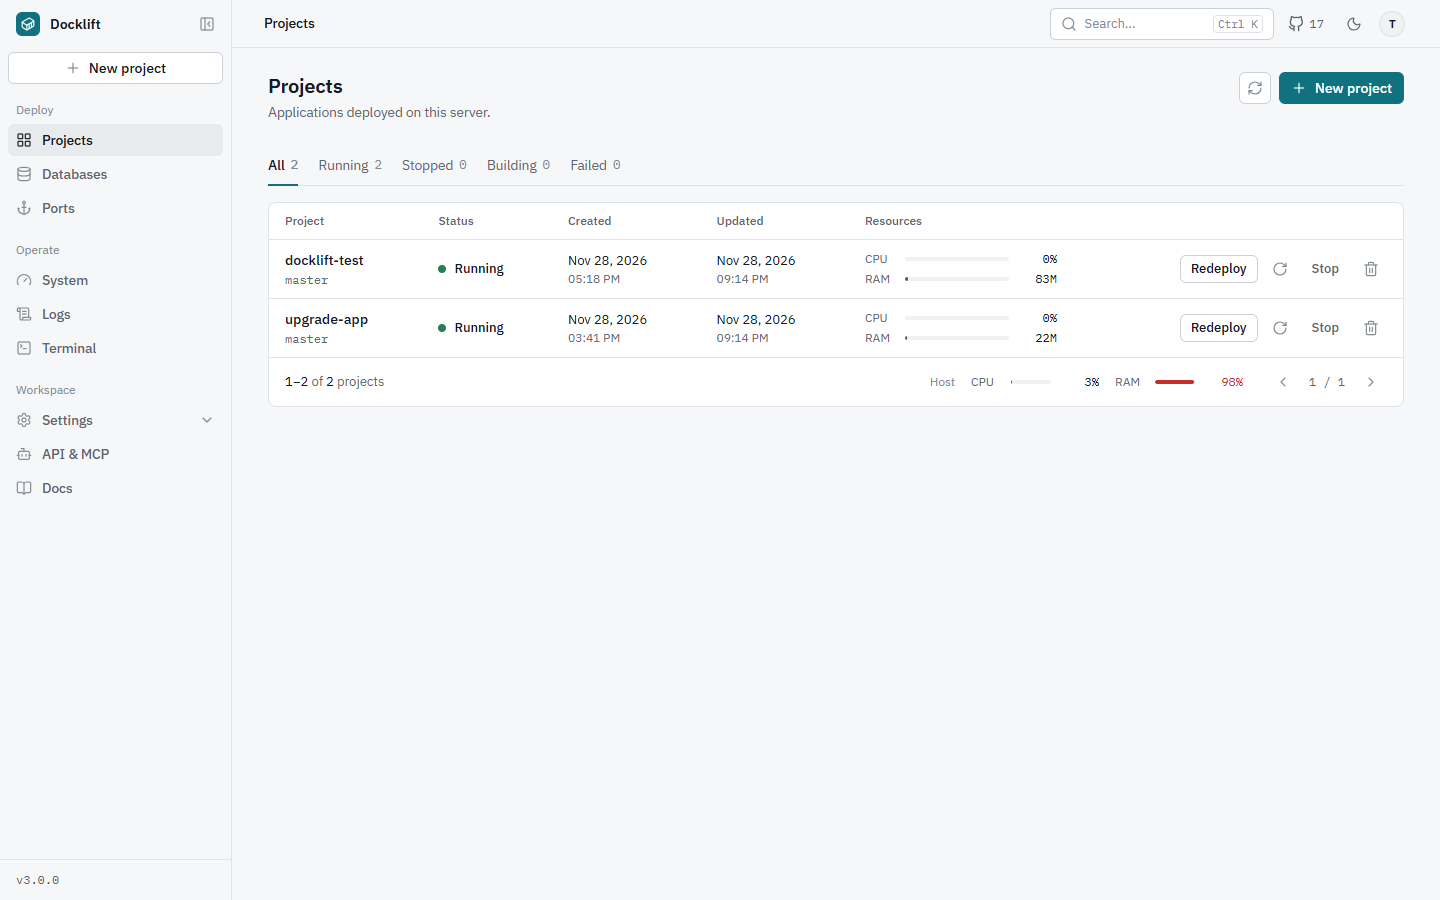 Docklift
New project
Deploy
Projects
Databases
Ports
Operate
System
Logs
Terminal
Workspace
Settings
API & MCP
Docs
v3.0.0
Projects
Search...
Ctrl K
17
T
Projects
Applications deployed on this server.
New project
All 2 Running 2 Stopped 0 Building 0 Failed 0
Project Status Created Updated Resources
docklift-test
master
Running
Nov 28, 2026
05:18 PM
Nov 28, 2026
09:14 PM
CPU 0%
RAM 83M
Redeploy Stop
upgrade-app
master
Running
Nov 28, 2026
03:41 PM
Nov 28, 2026
09:14 PM
CPU 0%
RAM 22M
Redeploy Stop
1–2 of 2 projects
Host CPU 3% RAM 98%
1 / 1